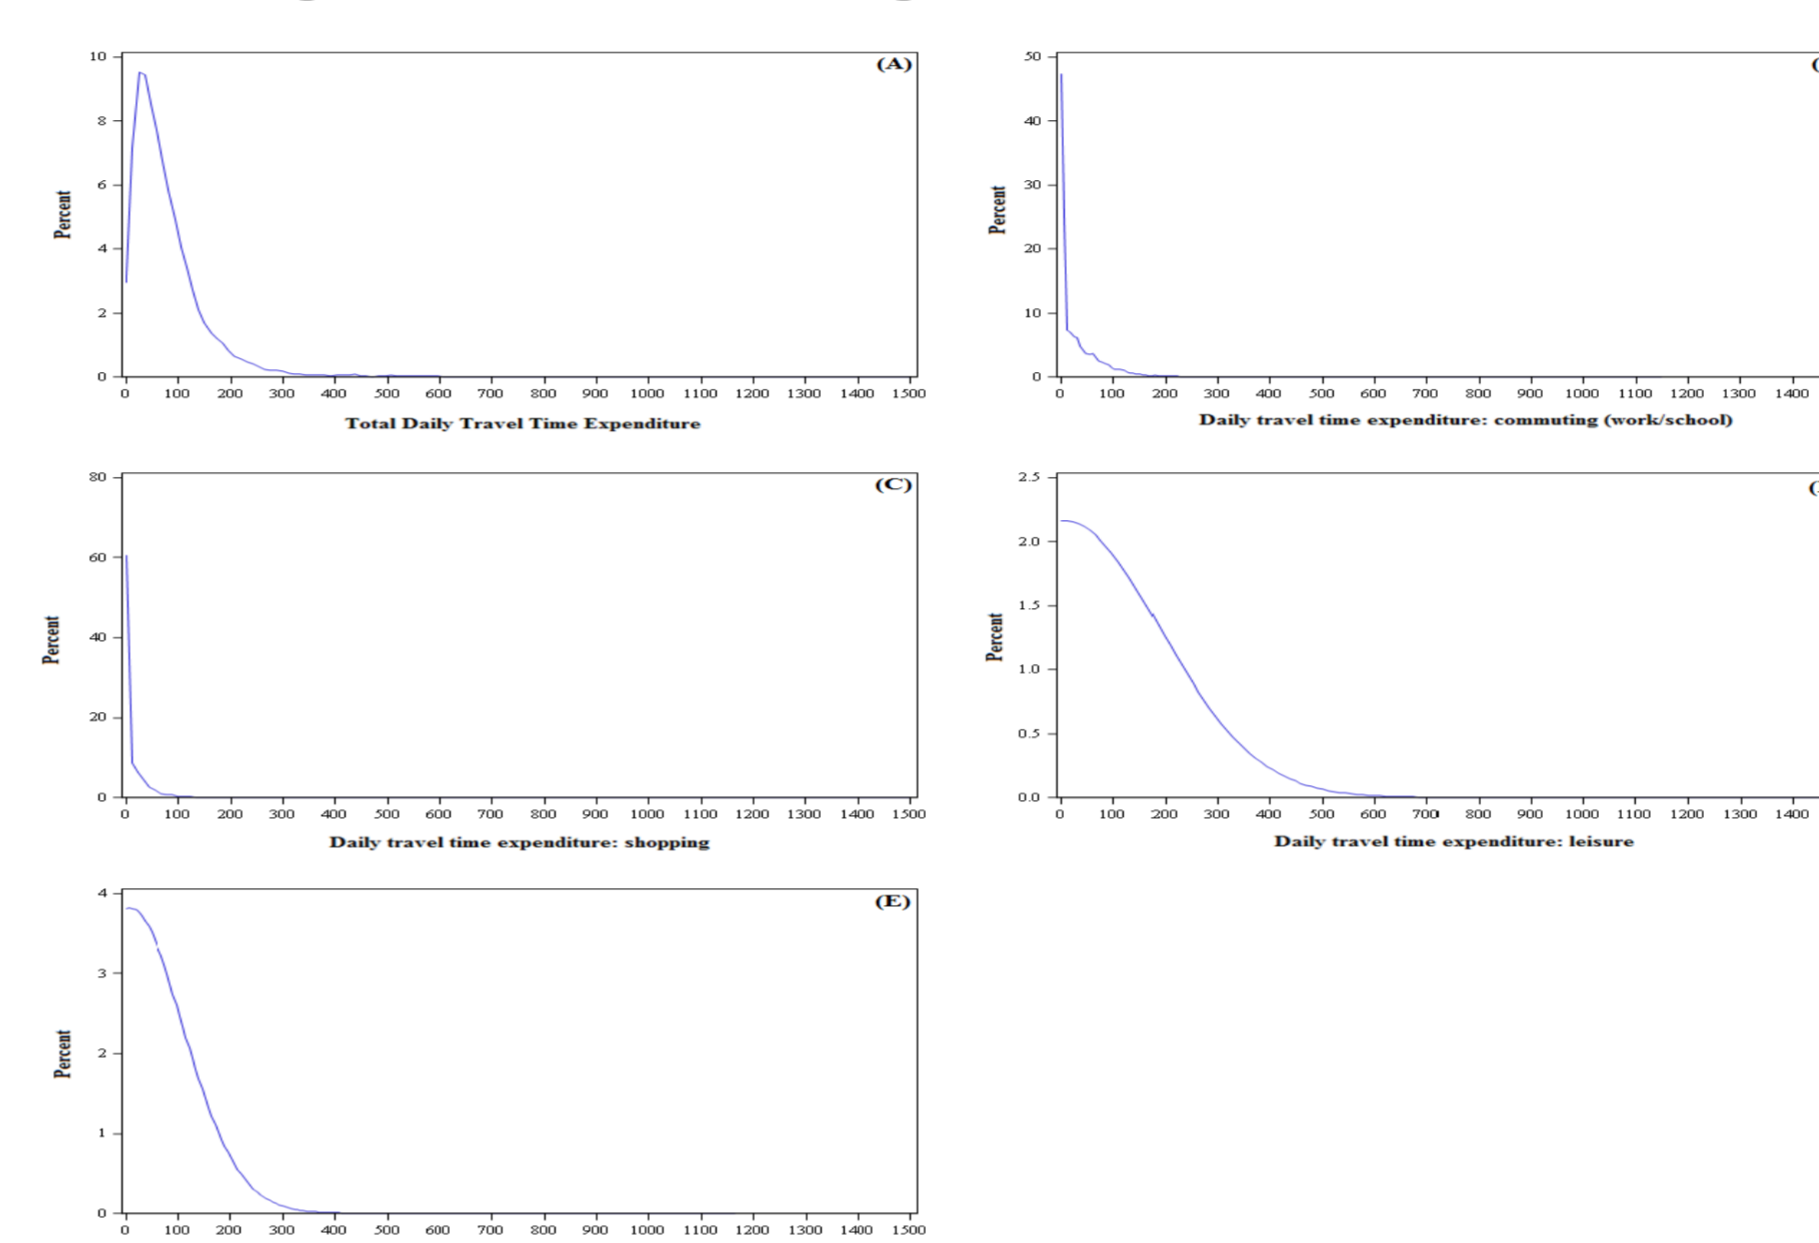 (A)
10
8
6
4
2
0
Percent
0 100 200 300 400 500 600 700 800 900 1000 1100 1200 1300 1400 1500
Total Daily Travel Time Expenditure
(
50
40
30
20
10
0
Percent
0 100 200 300 400 500 600 700 800 900 1000 1100 1200 1300 1400
Daily travel time expenditure: commuting (work/school)
(C)
80
60
40
20
0
Percent
0 100 200 300 400 500 600 700 800 900 1000 1100 1200 1300 1400 1500
Daily travel time expenditure: shopping
(
2.5
2.0
1.5
1.0
0.5
0.0
Percent
0 100 200 300 400 500 600 700 800 900 1000 1100 1200 1300 1400
Daily travel time expenditure: leisure
(E)
4
3
2
1
0
Percent
0 100 200 300 400 500 600 700 800 900 1000 1100 1200 1300 1400 1500